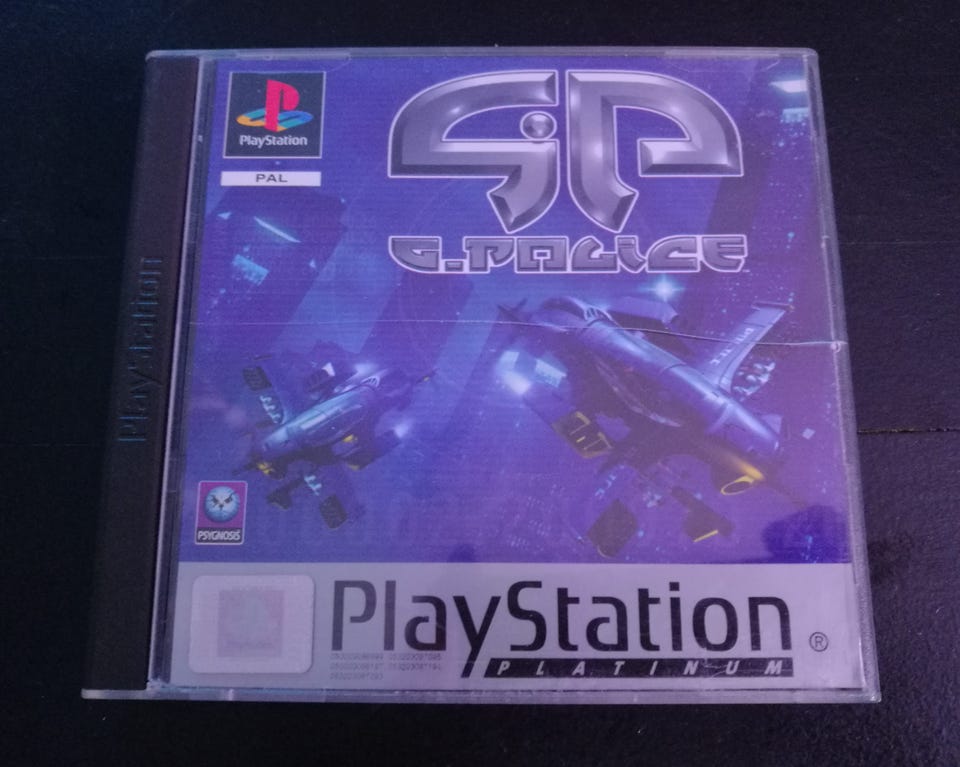 PlayStation
PAL
GP
G.POLICE
PlayStation
PSYGNOSIS
PlayStation®
PLATINUM